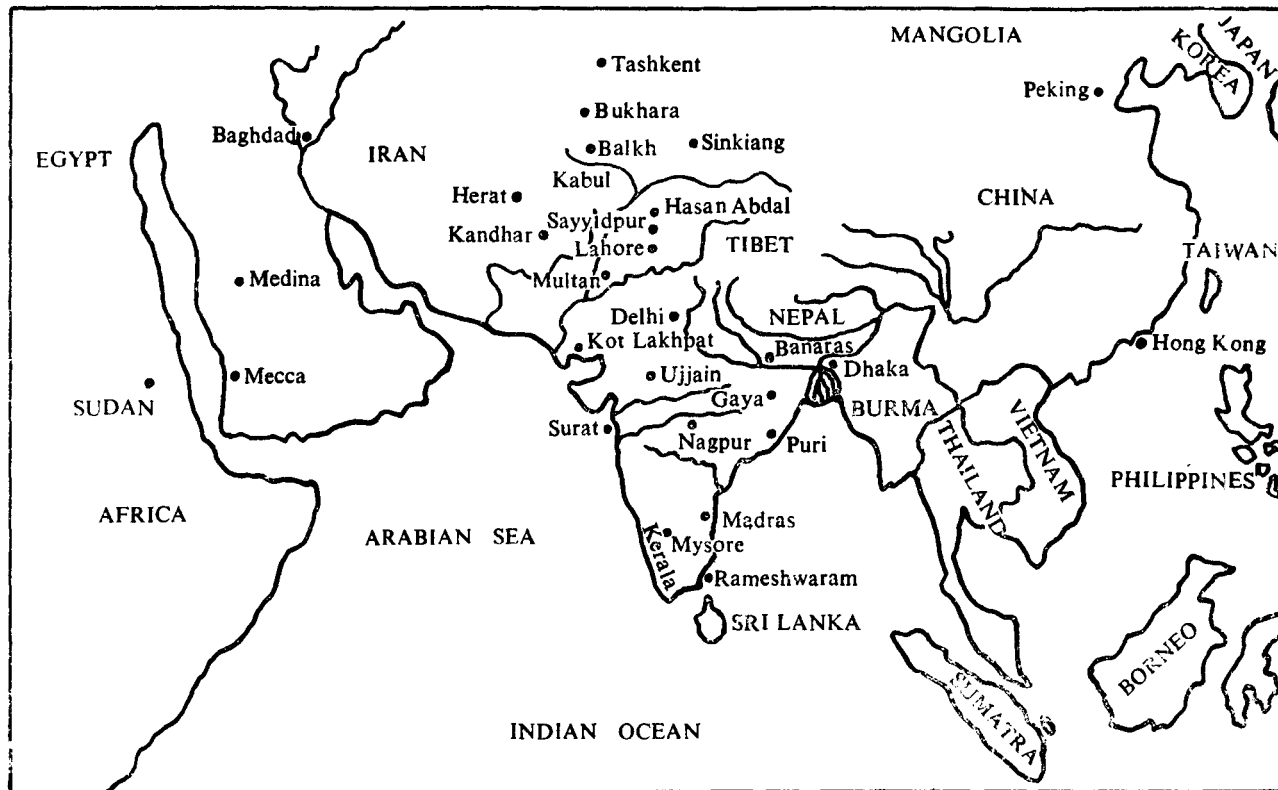 MANGOLIA
JAPAN
KOREA
Tashkent
Peking
Bukhara
Baghdad
Balkh
Sinkiang
EGYPT
IRAN
Kabul
Herat
Hasan Abdal
CHINA
Sayyidpur
Kandhar
Lahore
TIBET
TAIWAN
Medina
Multan
Delhi
NEPAL
Kot Lakhpat
Banaras
Hong Kong
Dhaka
Mecca
Ujjain
SUDAN
Gaya
BURMA
VIETNAM
Surat
Nagpur
Puri
THAILAND
PHILIPPINES
AFRICA
Madras
ARABIAN SEA
Mysore
Kerala
Rameshwaram
SRI LANKA
BORNEO
SUMATRA
INDIAN OCEAN